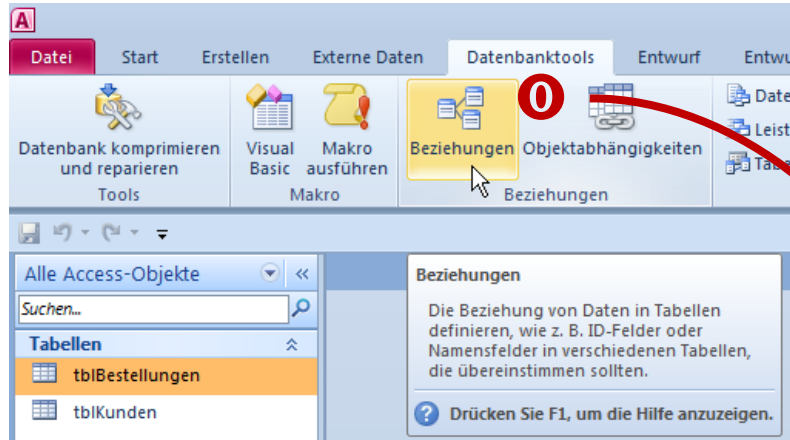 A
Datei Start Erstellen Externe Daten Datenbanktools Entwurf Entwu
0
Datenbank komprimieren
und reparieren
Visual
Basic
Makro
ausführen
Beziehungen
Objektabhängigkeiten
Date
Leist
Tabe
Tools Makro Beziehungen
Alle Access-Objekte
Suchen...
Tabellen
tblBestellungen
tblKunden
Beziehungen
Die Beziehung von Daten in Tabellen
definieren, wie z. B. ID-Felder oder
Namensfelder in verschiedenen Tabellen,
die übereinstimmen sollten.
Drücken Sie F1, um die Hilfe anzuzeigen.